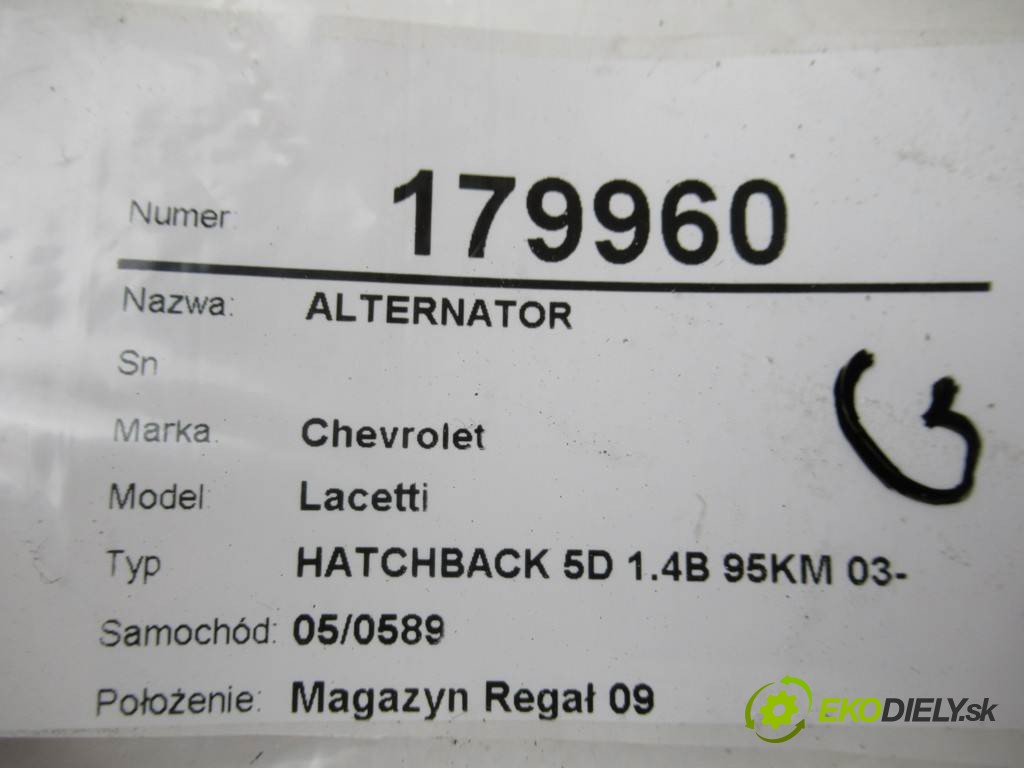 Numer: 179960
Nazwa: ALTERNATOR
Sn
Marka: Chevrolet
Model: Lacetti
Typ HATCHBACK 5D 1.4B 95KM 03-
Samochód: 05/0589
Położenie: Magazyn Regał 09
EKODIELY.sk